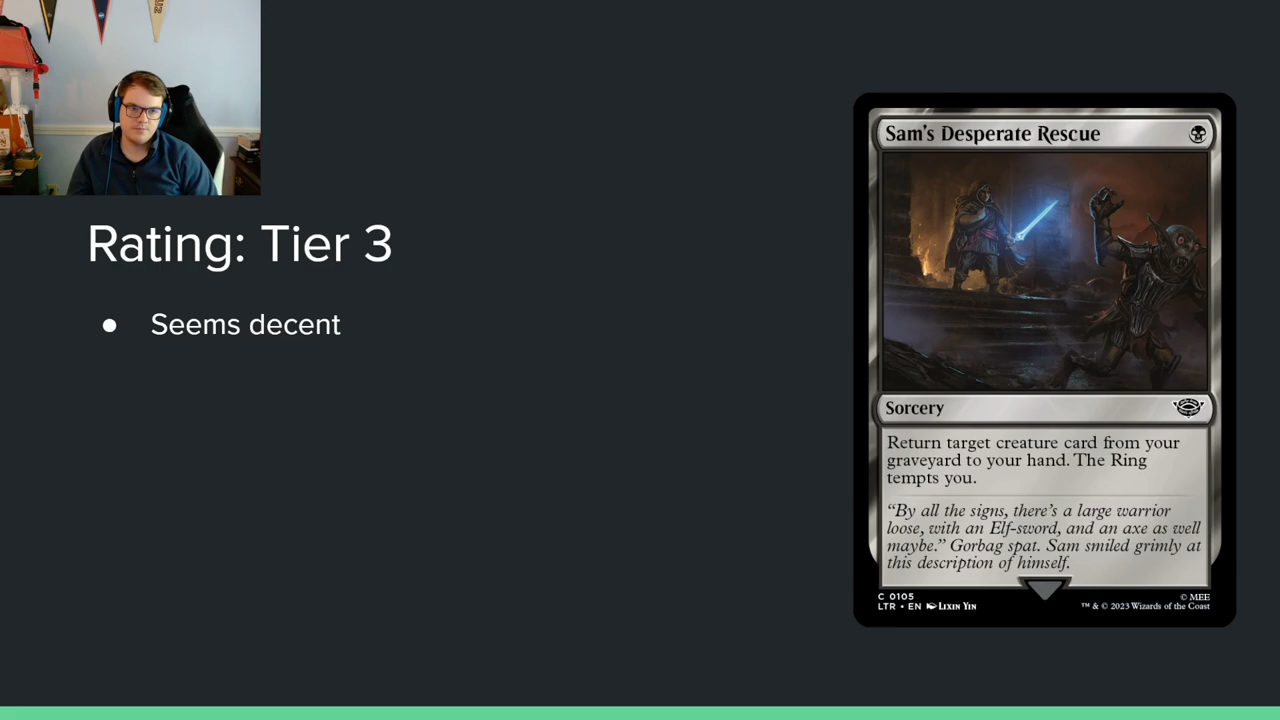 Rating: Tier 3
● Seems decent
Sam's Desperate Rescue
Sorcery
Return target creature card from your
graveyard to your hand. The Ring
tempts you.
“By all the signs, there’s a large warrior
loose, with an Elf-sword, and an axe as well
maybe.” Gorbag spat. Sam smiled grimly at
this description of himself.
C 0105
LTR • EN Lixin Yin
© MEE
™ & © 2023 Wizards of the Coast